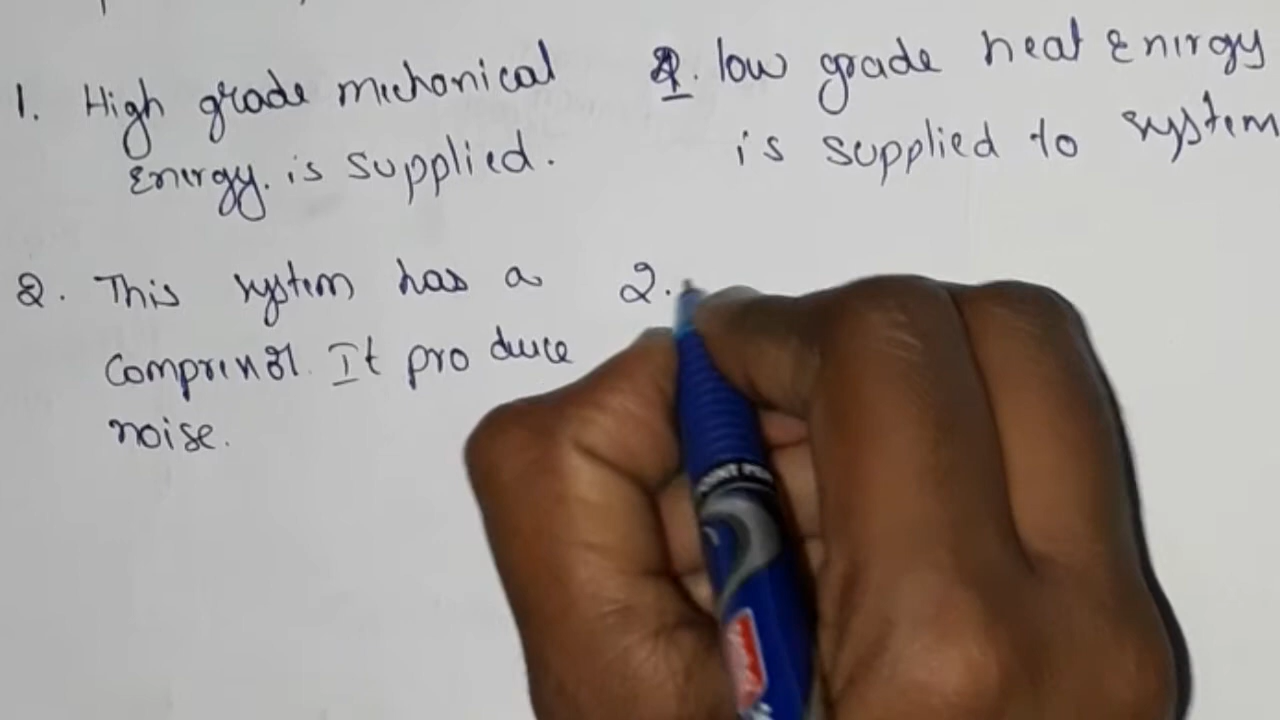 1. High grade mechanical
Energy. is supplied.
1. low grade heat Energy
is supplied to system
2. This system has a
Compressor. It produce
noise.
2.